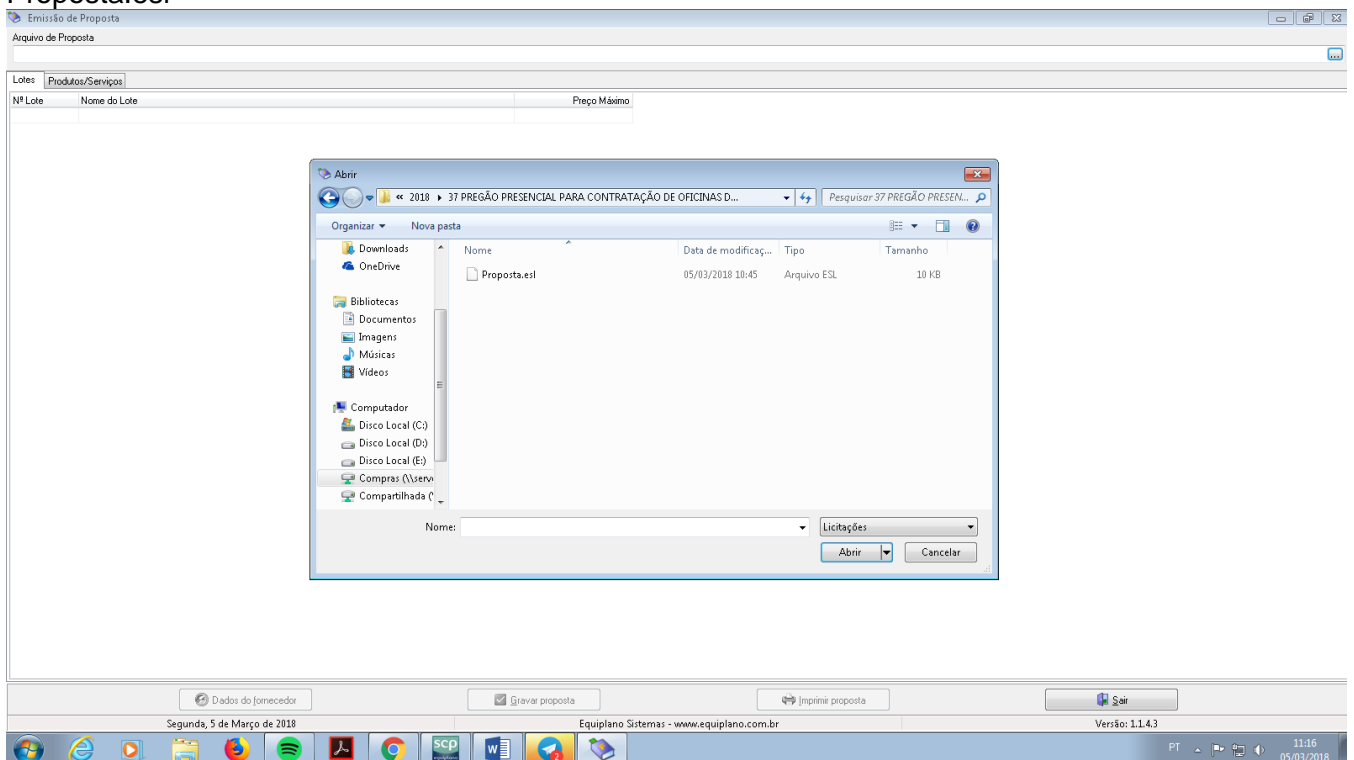 Emissão de Proposta
Arquivo de Proposta
Lotes Produtos/Serviços
Nº Lote Nome do Lote Preço Máximo
Abrir
« 2018 37 PREGÃO PRESENCIAL PARA CONTRATAÇÃO DE OFICINAS D... Pesquisar 37 PREGÃO PRESEN...
Organizar Nova pasta
Downloads
OneDrive
Bibliotecas
Documentos
Imagens
Músicas
Vídeos
Computador
Disco Local (C:)
Disco Local (D:)
Disco Local (E:)
Compras (\\serv
Compartilhada (
Nome Data de modificaç... Tipo Tamanho
Proposta.esl 05/03/2018 10:45 Arquivo ESL 10 KB
Nome: Licitações
Abrir Cancelar
Dados do fornecedor Gravar proposta Imprimir proposta Sair
Segunda, 5 de Março de 2018 Equiplano Sistemas - www.equiplano.com.br Versão: 1.1.4.3
scp
PT 11:16
05/03/2018